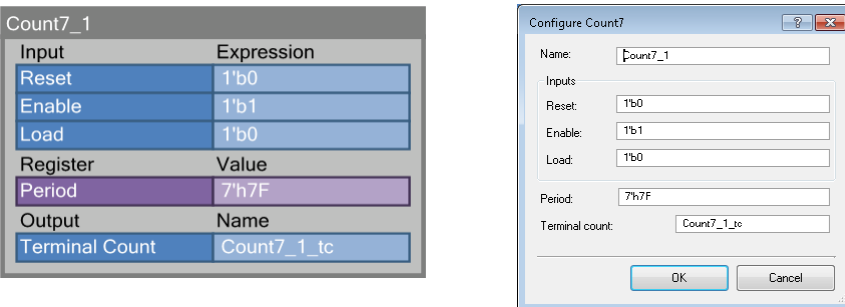 Count7_1
Input Expression
Reset 1'b0
Enable 1'b1
Load 1'b0
Register Value
Period 7'h7F
Output Name
Terminal Count Count7_1_tc
Configure Count7
Name: Count7_1
Inputs
Reset: 1'b0
Enable: 1'b1
Load: 1'b0
Period: 7'h7F
Terminal count: Count7_1_tc
OK Cancel